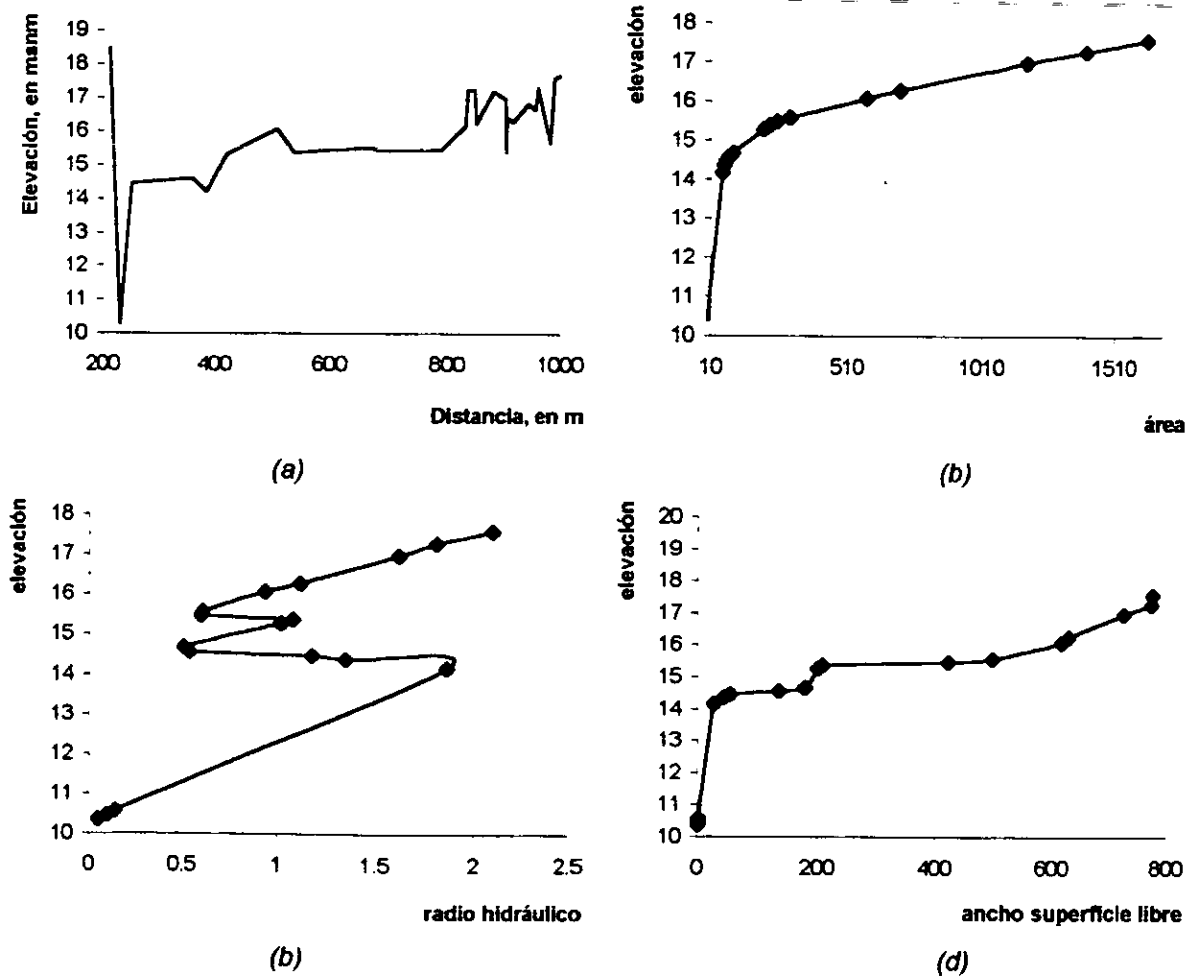 Elevación, en msnm
19
18
17
16
15
14
13
12
11
10
200 400 600 800 1000
Distancia, en m
(a)
elevación
18
17
16
15
14
13
12
11
10
10 510 1010 1510
área
(b)
elevación
18
17
16
15
14
13
12
11
10
0 0.5 1 1.5 2 2.5
radio hidráulico
(b)
elevación
20
19
18
17
16
15
14
13
12
11
10
0 200 400 600 800
ancho superficie libre
(d)